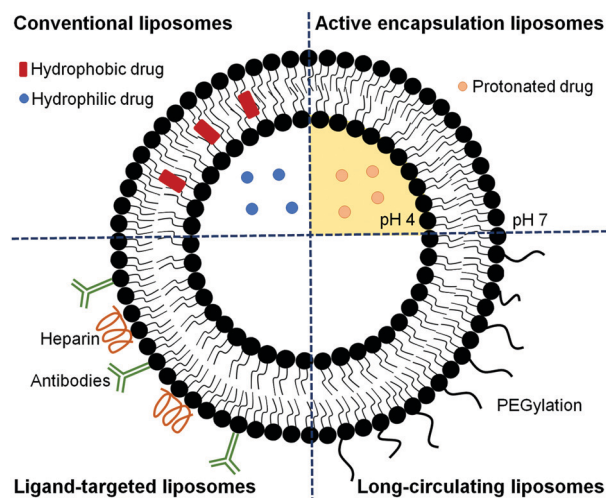 Conventional liposomes
Active encapsulation liposomes
Hydrophobic drug
Hydrophilic drug
Protonated drug
pH 4
pH 7
Heparin
Antibodies
PEGylation
Ligand-targeted liposomes
Long-circulating liposomes